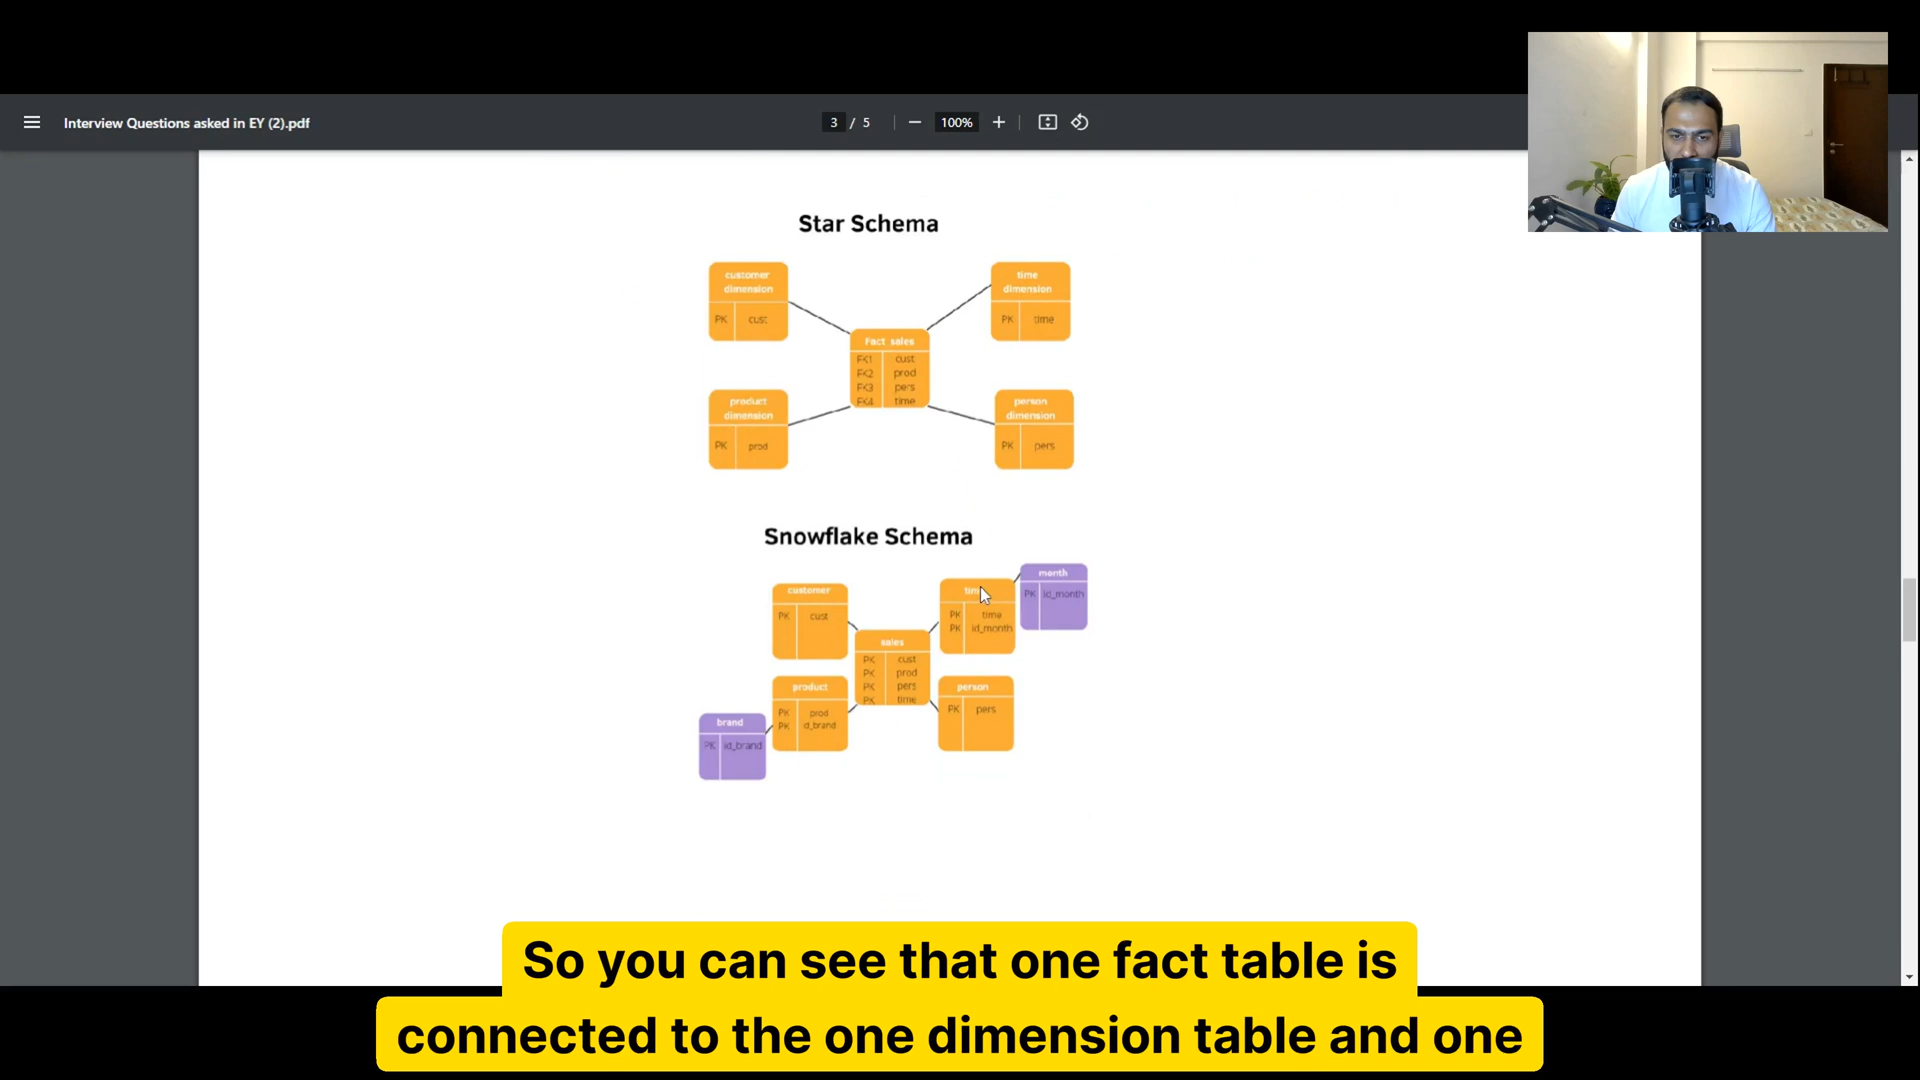 Interview Questions asked in EY (2).pdf
3 / 5
100%
Star Schema
customer
dimension
PK cust
time
dimension
PK time
Fact sales
FK1 cust
FK2 prod
FK3 pers
FK4 time
product
dimension
PK prod
person
dimension
PK pers
Snowflake Schema
customer
PK cust
PK time
PK id_month
month
PK id_month
sales
PK cust
PK prod
PK pers
PK time
product
PK prod
PK id_brand
person
PK pers
brand
PK id_brand
So you can see that one fact table is
connected to the one dimension table and one